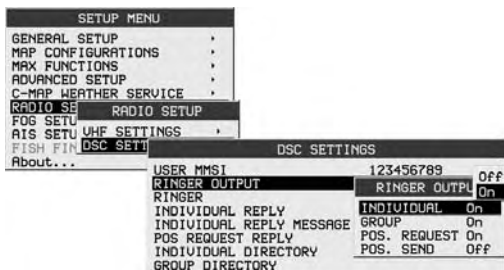 SETUP MENU
GENERAL SETUP
MAP CONFIGURATIONS
MAX FUNCTIONS
ADVANCED SETUP
C-MAP WEATHER SERVICE
RADIO SE
FOG SETU
AIS SETU
FISH FIN
About...
RADIO SETUP
VHF SETTINGS
DSC SETT
DSC SETTINGS
USER MMSI 123456789
RINGER OUTPUT
RINGER
INDIVIDUAL REPLY
INDIVIDUAL REPLY MESSAGE
POS REQUEST REPLY
INDIVIDUAL DIRECTORY
GROUP DIRECTORY
RINGER OUTPU
INDIVIDUAL On
GROUP On
POS. REQUEST On
POS. SEND Off
Off
On